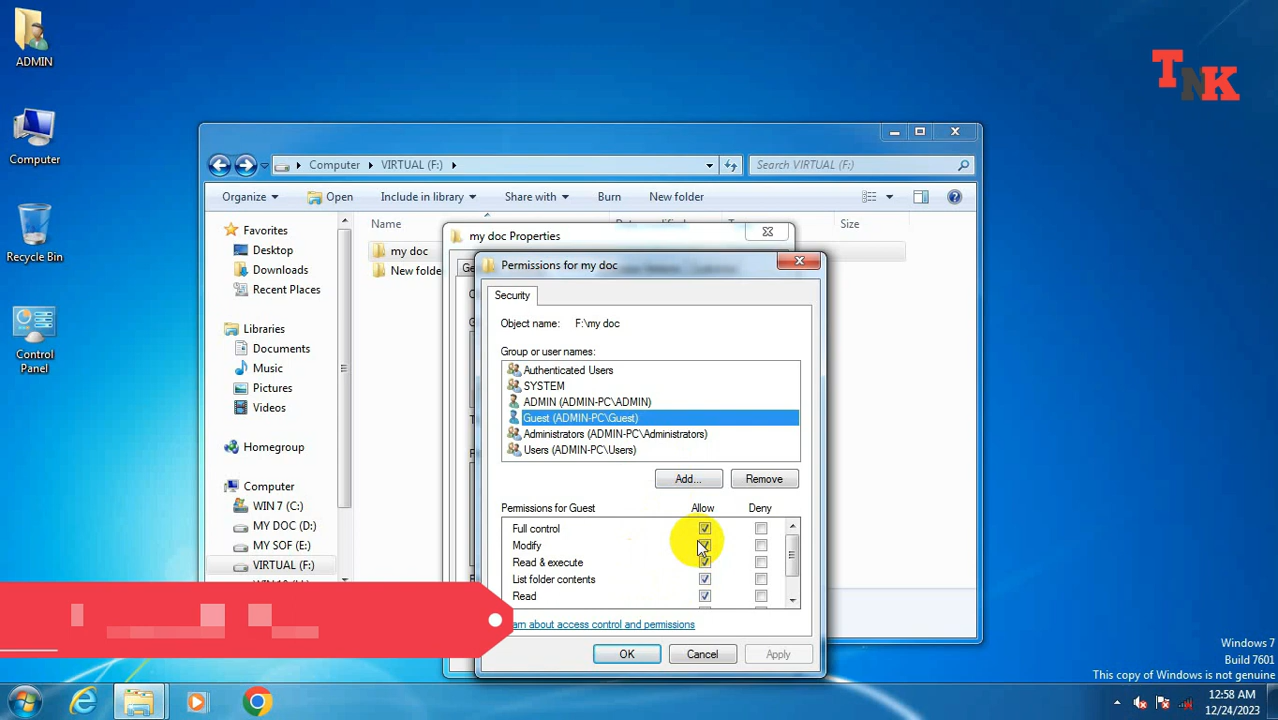 ADMIN
Computer
Recycle Bin
Control
Panel
TNK
Computer
VIRTUAL (F:)
Search VIRTUAL (F:)
Organize
Open
Include in library
Share with
Burn
New folder
Favorites
Desktop
Downloads
Recent Places
Libraries
Documents
Music
Pictures
Videos
Homegroup
Computer
WIN 7 (C:)
MY DOC (D:)
MY SOF (E:)
VIRTUAL (F:)
Name
Size
my doc
New folde
my doc Properties
Permissions for my doc
Security
Object name: F:\my doc
Group or user names:
Authenticated Users
SYSTEM
ADMIN (ADMIN-PC\ADMIN)
Guest (ADMIN-PC\Guest)
Administrators (ADMIN-PC\Administrators)
Users (ADMIN-PC\Users)
Add...
Remove
Permissions for Guest Allow Deny
Full control
Modify
Read & execute
List folder contents
Read
about access control and permissions
OK
Cancel
Apply
Windows 7
Build 7601
This copy of Windows is not genuine
12:58 AM
12/24/2023